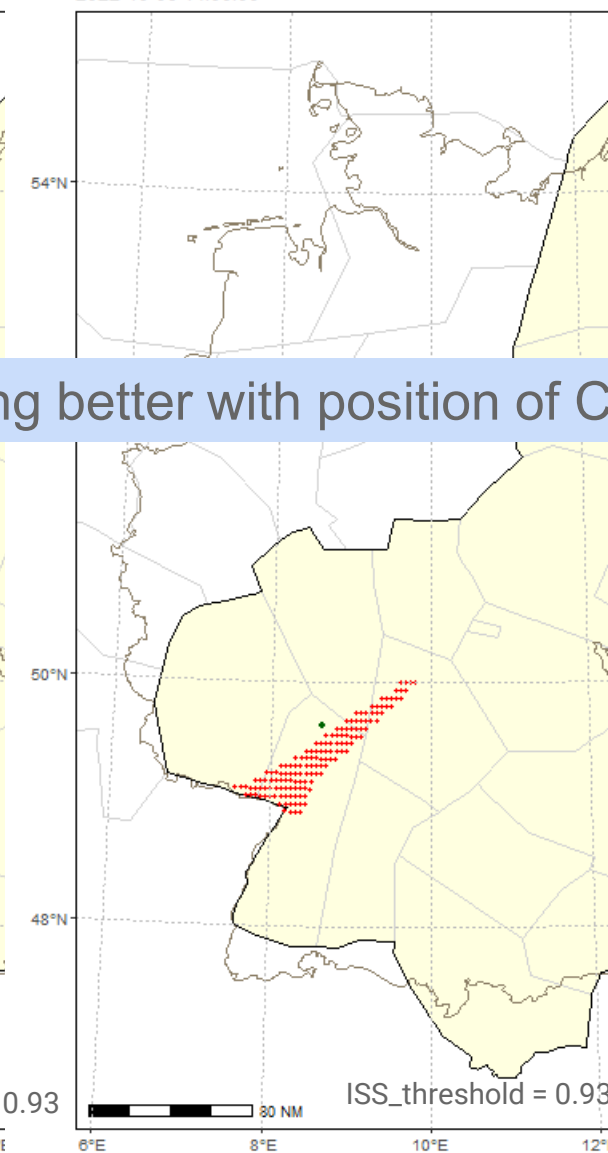 54°N
ng better with position of C
50°N
48°N
0.93
80 NM
ISS_threshold = 0.93
6°E
8°E
10°E
12°